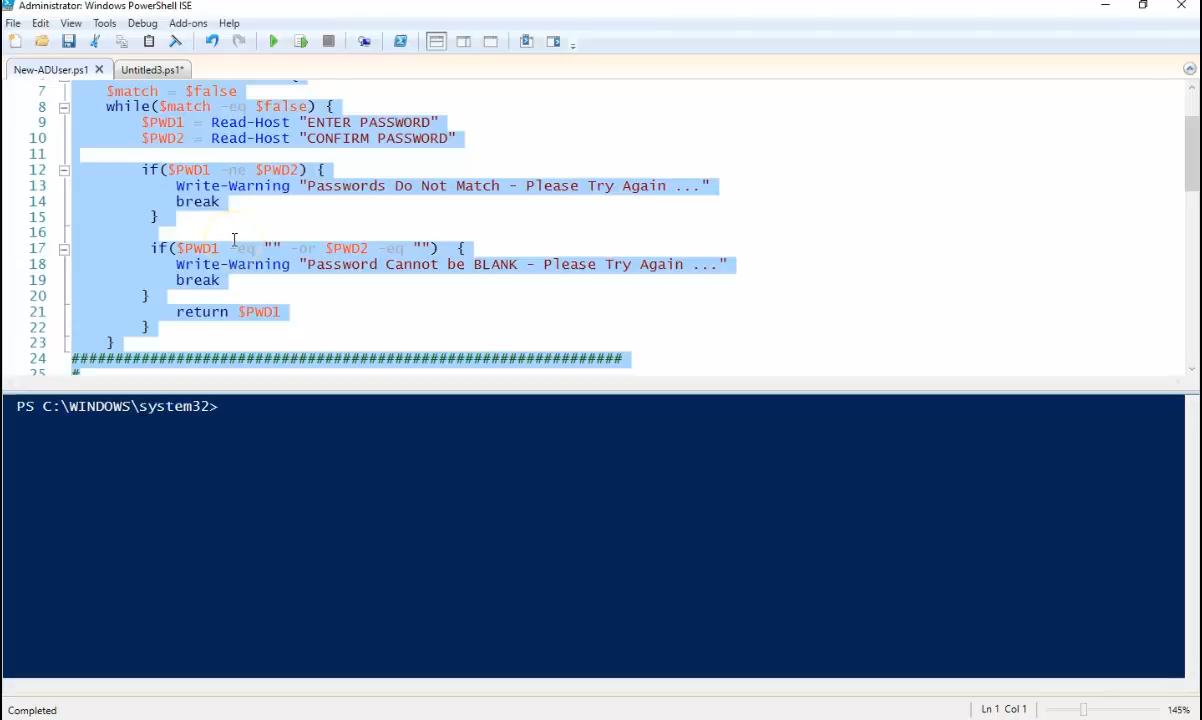 Administrator: Windows PowerShell ISE
File Edit View Tools Debug Add-ons Help
New-ADUser.ps1 Untitled3.ps1*
7 $match = $false
8 while($match -eq $false) {
9 $PWD1 = Read-Host "ENTER PASSWORD"
10 $PWD2 = Read-Host "CONFIRM PASSWORD"
11
12 if($PWD1 -ne $PWD2) {
13 Write-Warning "Passwords Do Not Match - Please Try Again ..."
14 break
15 }
16
17 if($PWD1 -eq "" -or $PWD2 -eq "") {
18 Write-Warning "Password Cannot be BLANK - Please Try Again ..."
19 break
20 }
21 return $PWD1
22 }
23 }
24 ###############################################################
25 #
PS C:\WINDOWS\system32>
Completed Ln 1 Col 1 145%